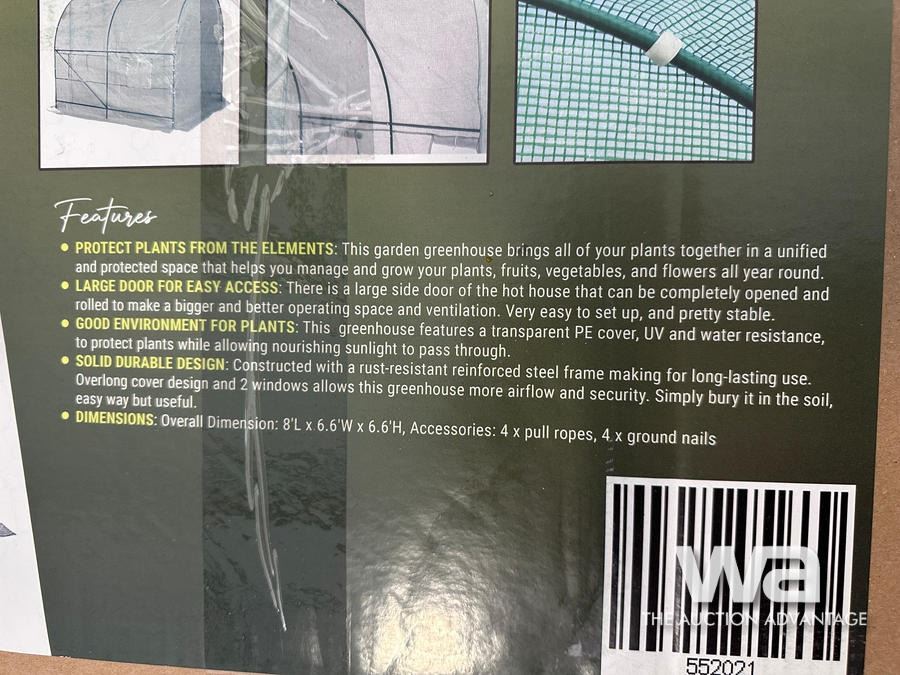 Features
• PROTECT PLANTS FROM THE ELEMENTS: This garden greenhouse brings all of your plants together in a unified
and protected space that helps you manage and grow your plants, fruits, vegetables, and flowers all year round.
• LARGE DOOR FOR EASY ACCESS: There is a large side door of the hot house that can be completely opened and
rolled to make a bigger and better operating space and ventilation. Very easy to set up, and pretty stable.
• GOOD ENVIRONMENT FOR PLANTS: This greenhouse features a transparent PE cover, UV and water resistance,
to protect plants while allowing nourishing sunlight to pass through.
• SOLID DURABLE DESIGN: Constructed with a rust-resistant reinforced steel frame making for long-lasting use.
Overlong cover design and 2 windows allows this greenhouse more airflow and security. Simply bury it in the soil,
easy way but useful.
• DIMENSIONS: Overall Dimension: 8'L x 6.6'W x 6.6'H, Accessories: 4 x pull ropes, 4 x ground nails
wa
THE AUCTION ADVANTAGE
552021